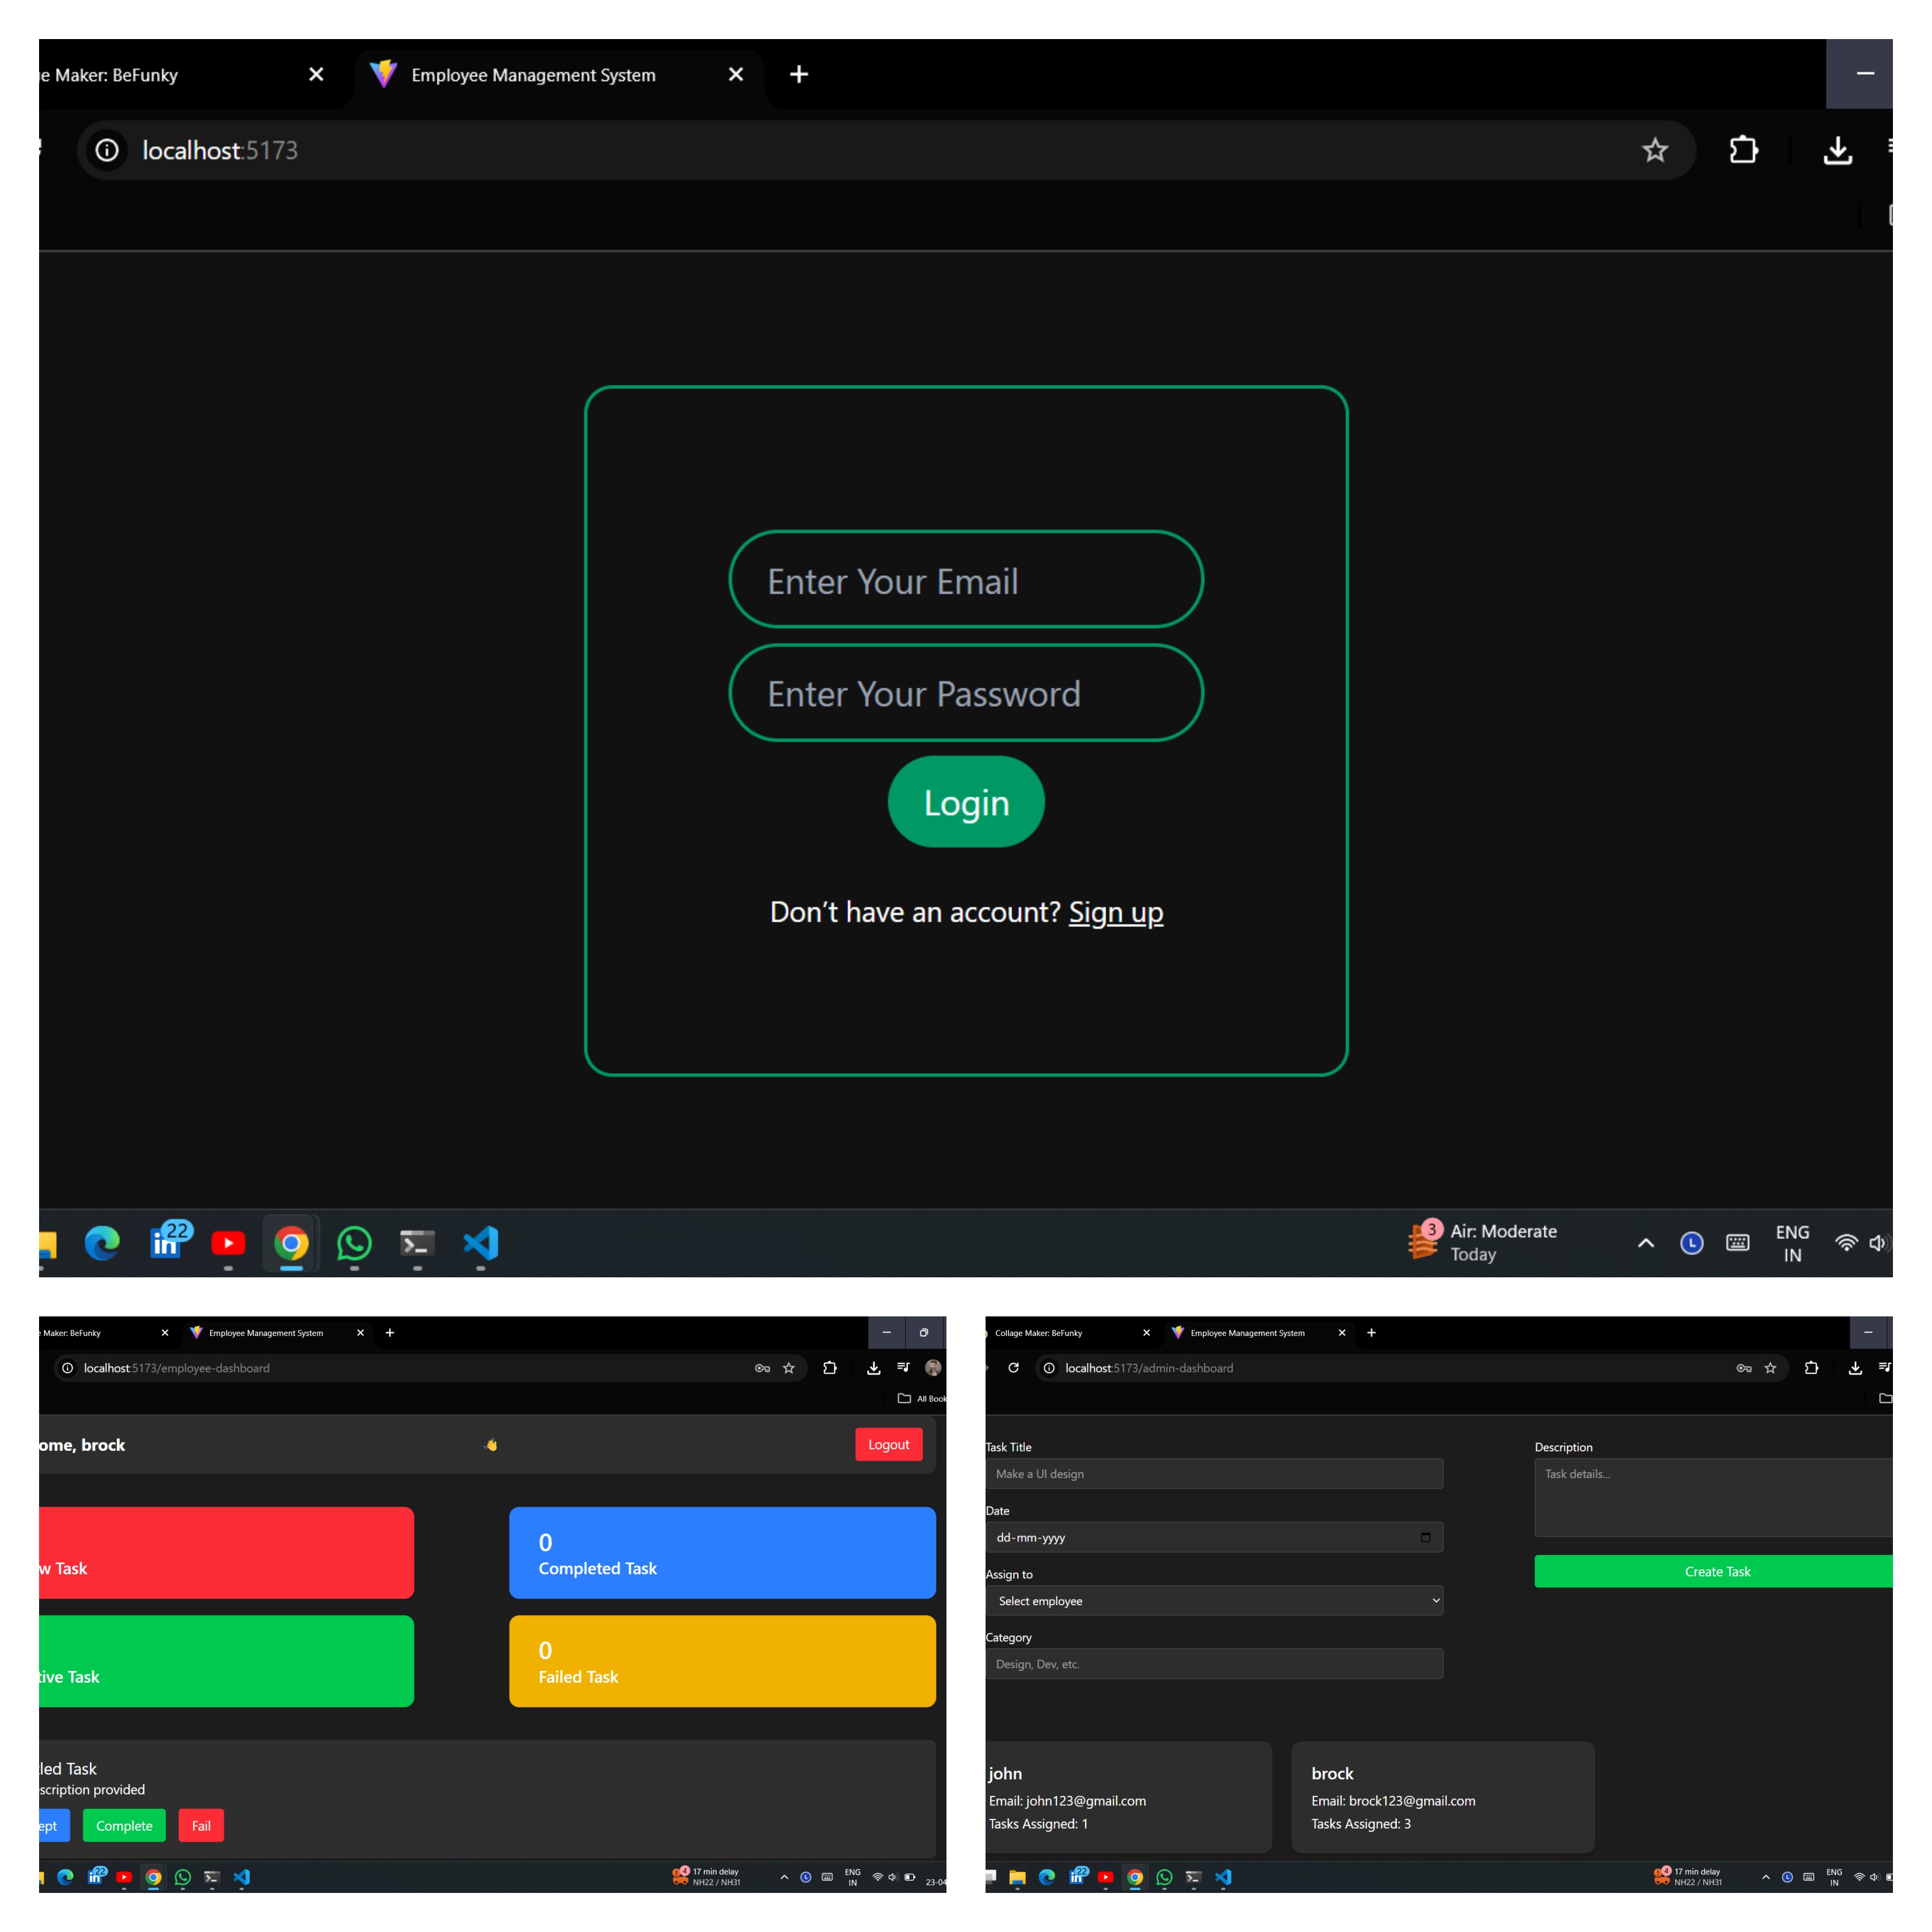 e Maker: BeFunky
Employee Management System
localhost:5173
Enter Your Email
Enter Your Password
Login
Don’t have an account? Sign up
22
3
Air: Moderate
Today
ENG
IN
Maker: BeFunky
Employee Management System
localhost:5173/employee-dashboard
All Book
ome, brock
Logout
w Task
0
Completed Task
tive Task
0
Failed Task
led Task
scription provided
ept
Complete
Fail
22
4
17 min delay
NH22 / NH31
ENG
IN
23-04
Collage Maker: BeFunky
Employee Management System
localhost:5173/admin-dashboard
Task Title
Make a UI design
Date
dd-mm-yyyy
Assign to
Select employee
Category
Design, Dev, etc.
Description
Task details...
Create Task
john
Email: john123@gmail.com
Tasks Assigned: 1
brock
Email: brock123@gmail.com
Tasks Assigned: 3
22
4
17 min delay
NH22 / NH31
ENG
IN